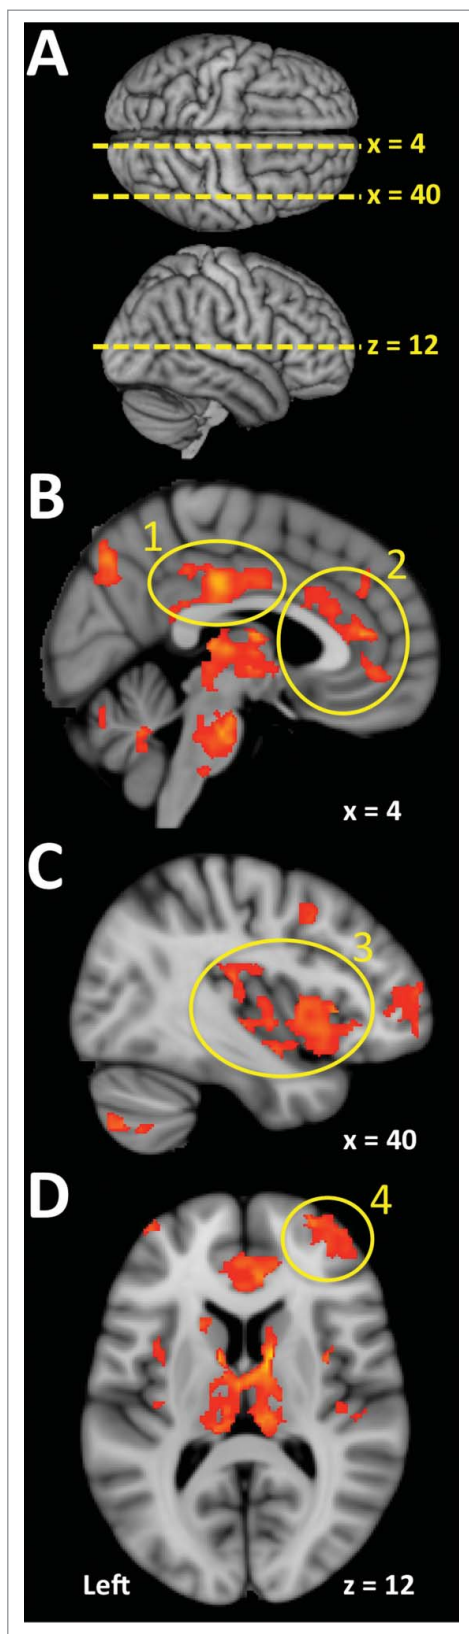 A
x = 4
x = 40
z = 12
B
1
2
x = 4
C
3
x = 40
D
4
Left
z = 12